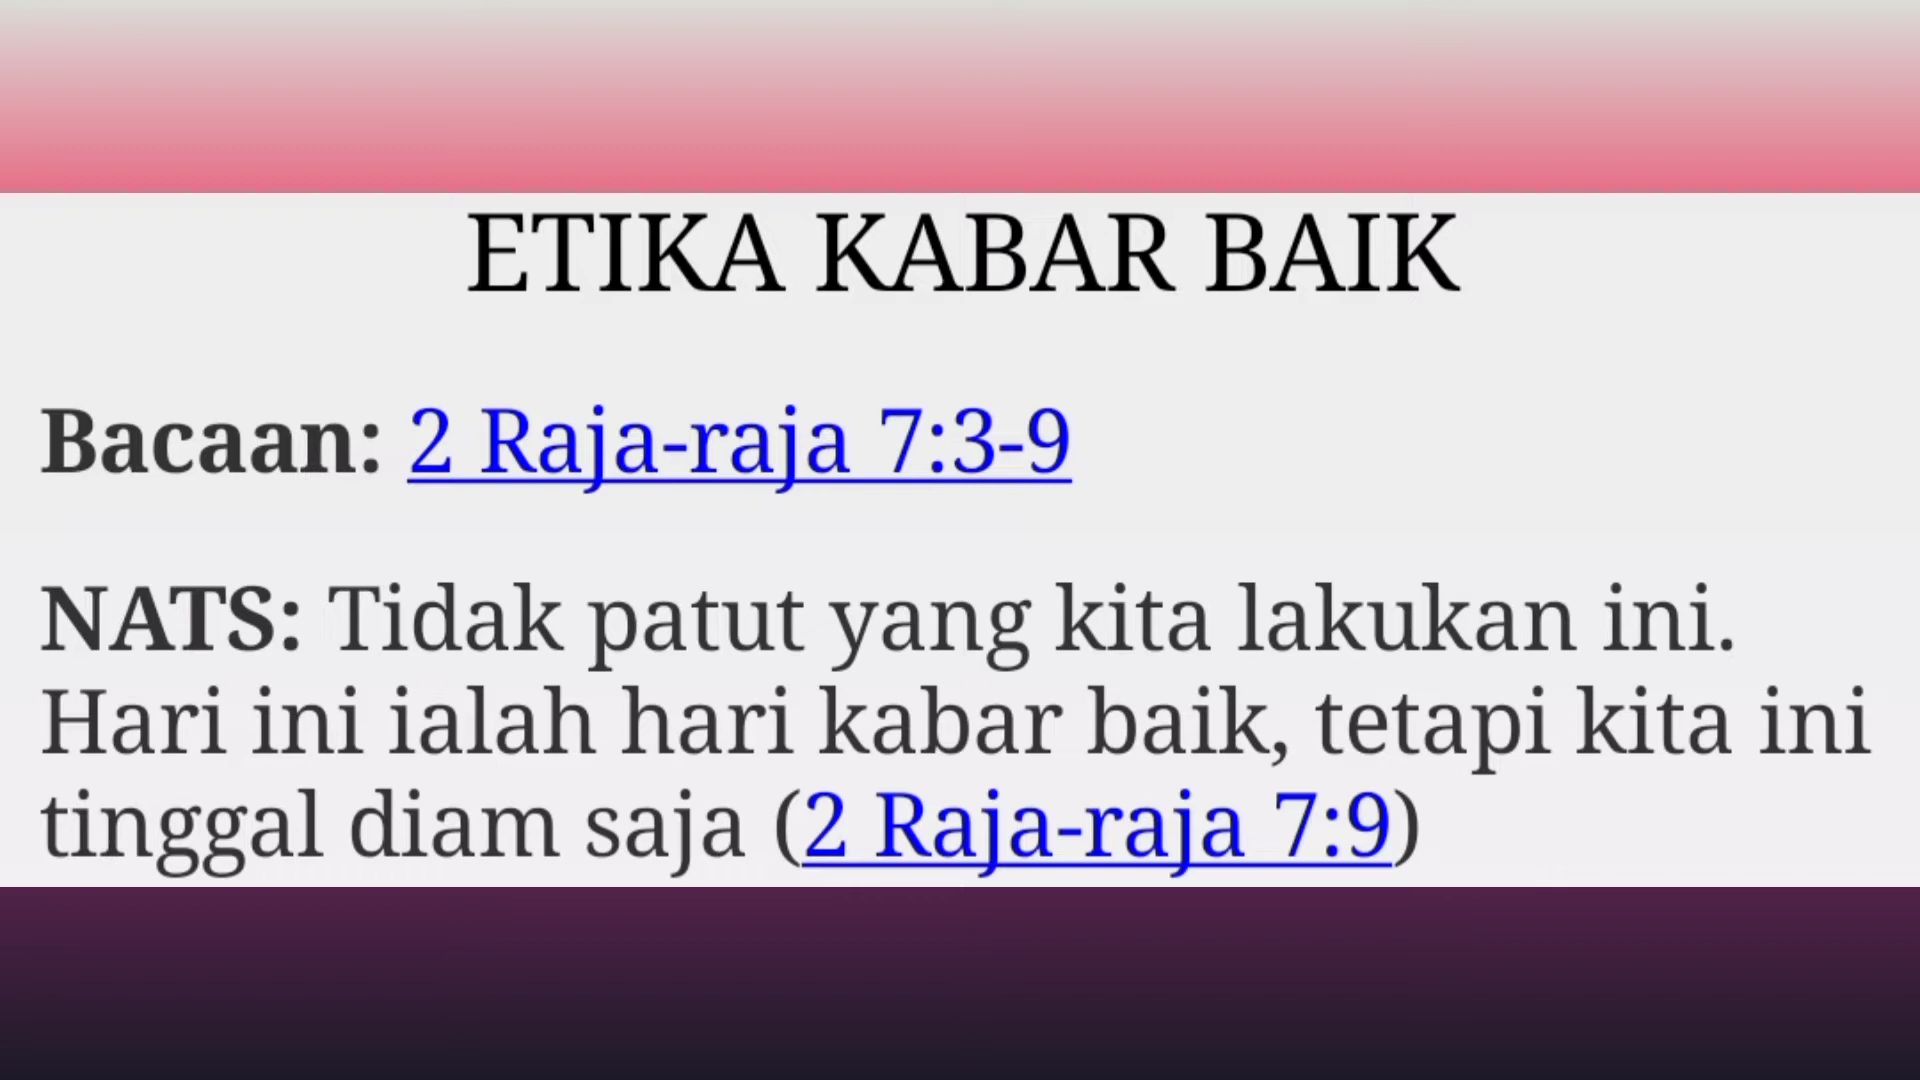 ETIKA KABAR BAIK
Bacaan: 2 Raja-raja 7:3-9
NATS: Tidak patut yang kita lakukan ini.
Hari ini ialah hari kabar baik, tetapi kita ini
tinggal diam saja (2 Raja-raja 7:9)